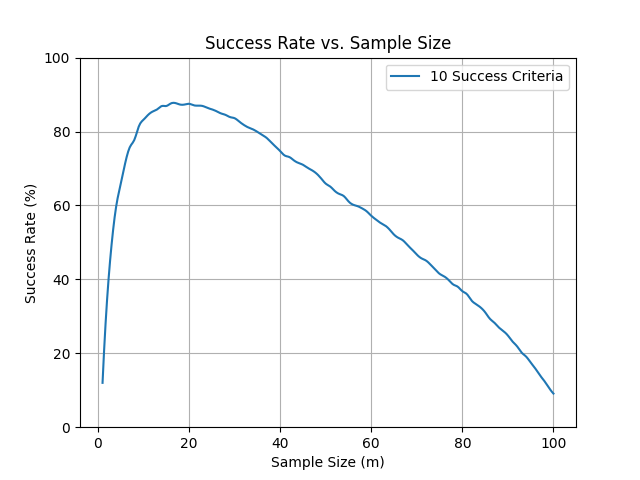 Success Rate vs. Sample Size
10 Success Criteria
100
80
60
40
20
0
Success Rate (%)
0 20 40 60 80 100
Sample Size (m)